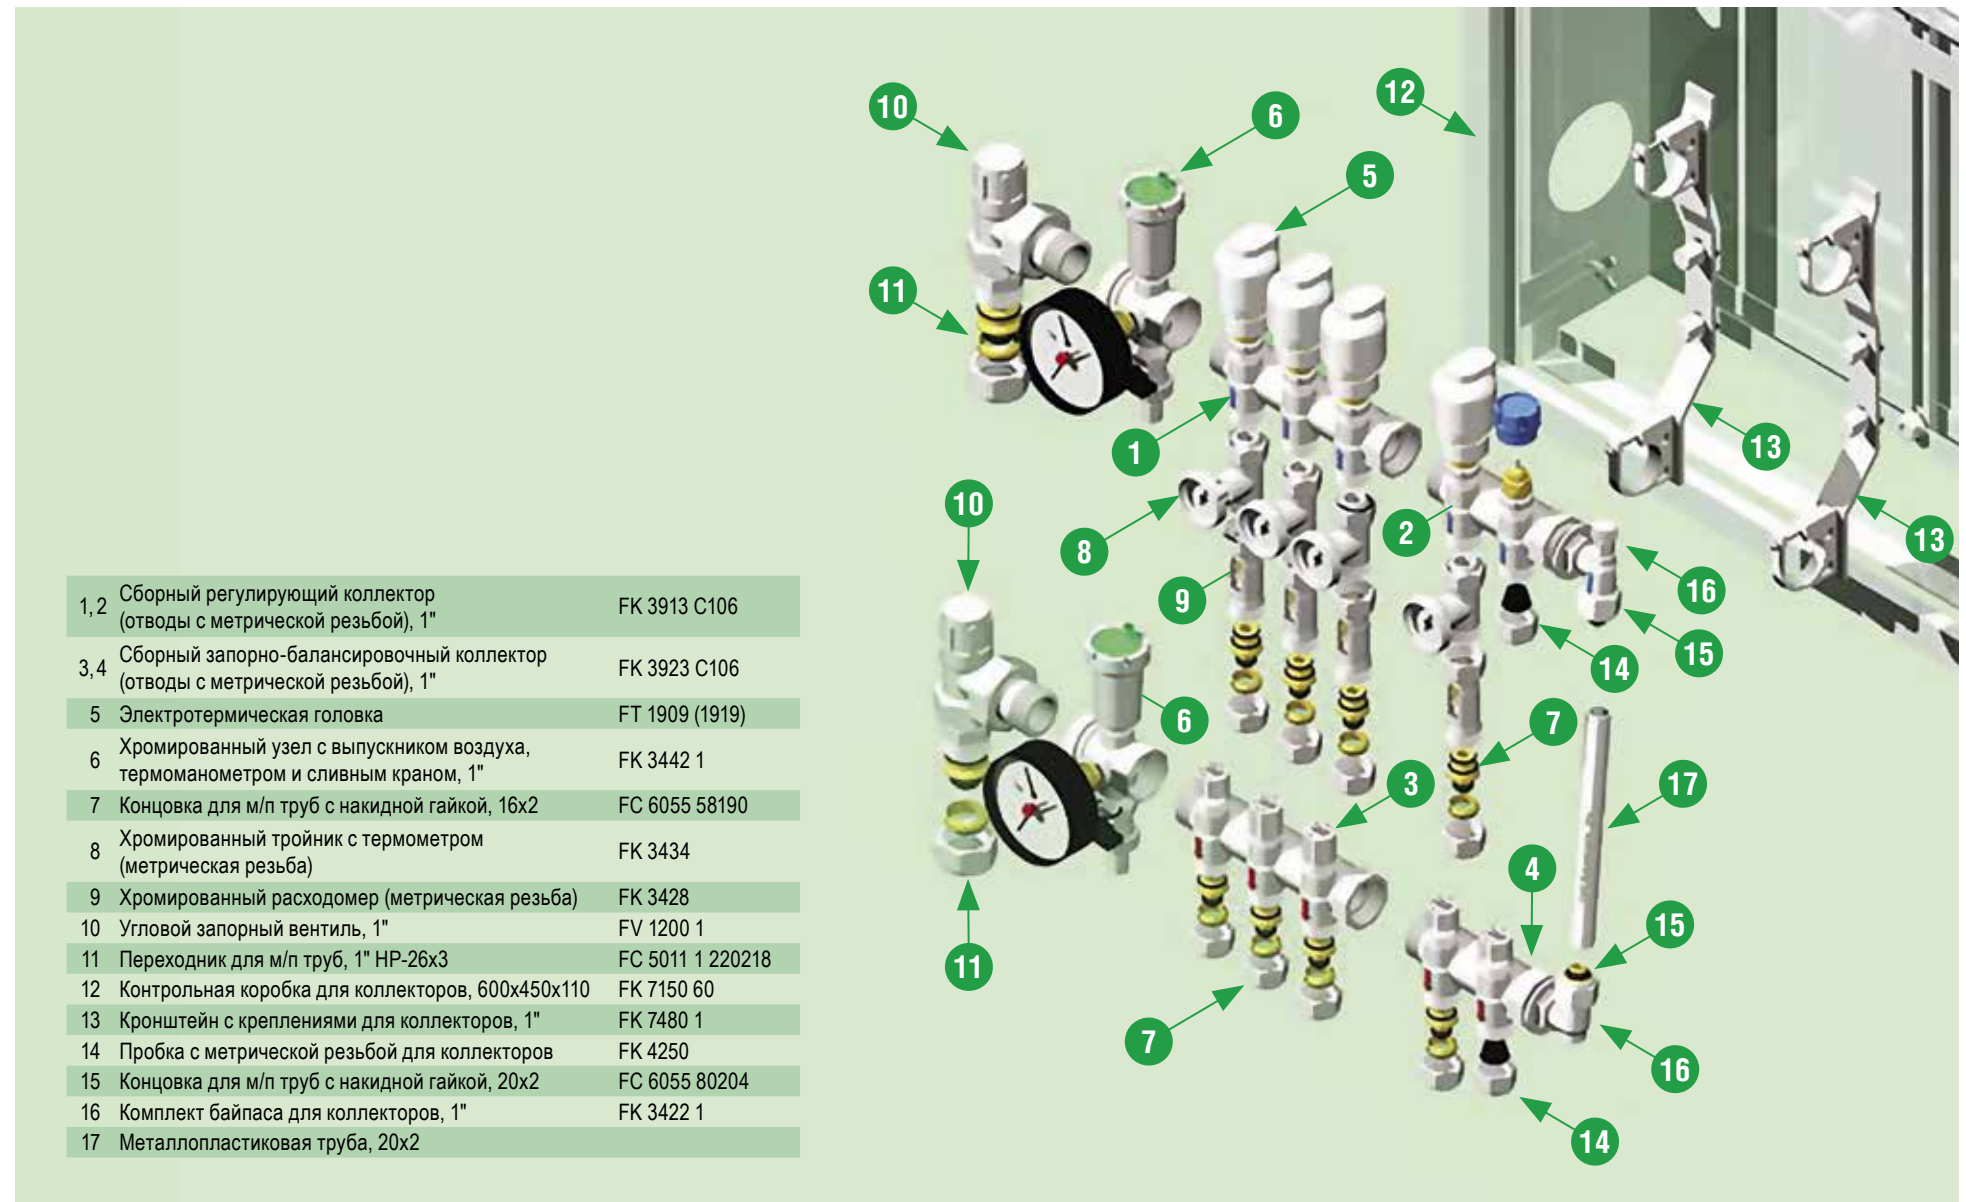 1, 2 Сборный регулирующий коллектор
(отводы с метрической резьбой), 1" FK 3913 C106
3, 4 Сборный запорно-балансировочный коллектор
(отводы с метрической резьбой), 1" FK 3923 C106
5 Электротермическая головка FT 1909 (1919)
6 Хромированный узел с выпускником воздуха,
термоманометром и сливным краном, 1" FK 3442 1
7 Концовка для м/п труб с накидной гайкой, 16x2 FC 6055 58190
8 Хромированный тройник с термометром
(метрическая резьба) FK 3434
9 Хромированный расходомер (метрическая резьба) FK 3428
10 Угловой запорный вентиль, 1" FV 1200 1
11 Переходник для м/п труб, 1" НР-26x3 FC 5011 1 220218
12 Контрольная коробка для коллекторов, 600x450x110 FK 7150 60
13 Кронштейн с креплениями для коллекторов, 1" FK 7480 1
14 Пробка с метрической резьбой для коллекторов FK 4250
15 Концовка для м/п труб с накидной гайкой, 20x2 FC 6055 80204
16 Комплект байпаса для коллекторов, 1" FK 3422 1
17 Металлопластиковая труба, 20x2
12
10
6
5
11
13
1
10
2
8
13
16
9
15
14
6
7
3
17
4
15
11
7
16
14